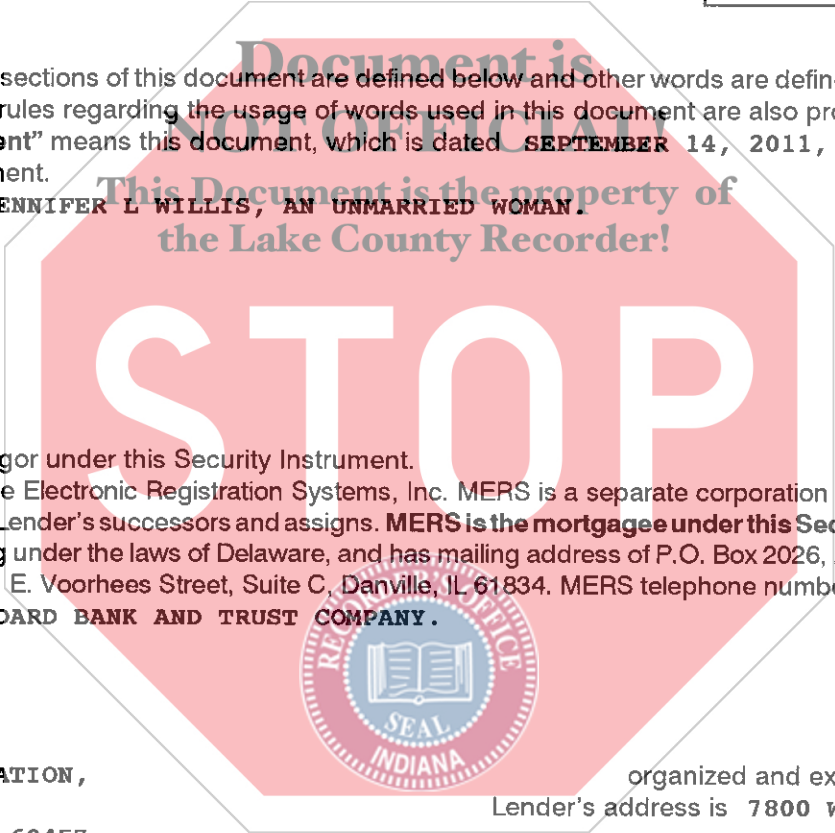 Document is
sections of this document are defined below and other words are defin
rules regarding the usage of words used in this document are also pro
NOT OFFICIAL!
ent” means this document, which is dated SEPTEMBER 14, 2011,
ent.
This Document is the property of
ENNIFER L WILLIS, AN UNMARRIED WOMAN.
the Lake County Recorder!
STOP
gor under this Security Instrument.
e Electronic Registration Systems, Inc. MERS is a separate corporation
Lender's successors and assigns. MERS is the mortgagee under this Sec
g under the laws of Delaware, and has mailing address of P.O. Box 2026,
E. Voorhees Street, Suite C, Danville, IL 61834. MERS telephone numbe
DARD BANK AND TRUST COMPANY.
RECORDER'S OFFICE
SEAL
INDIANA
ATION,
organized and ex
Lender's address is 7800 W